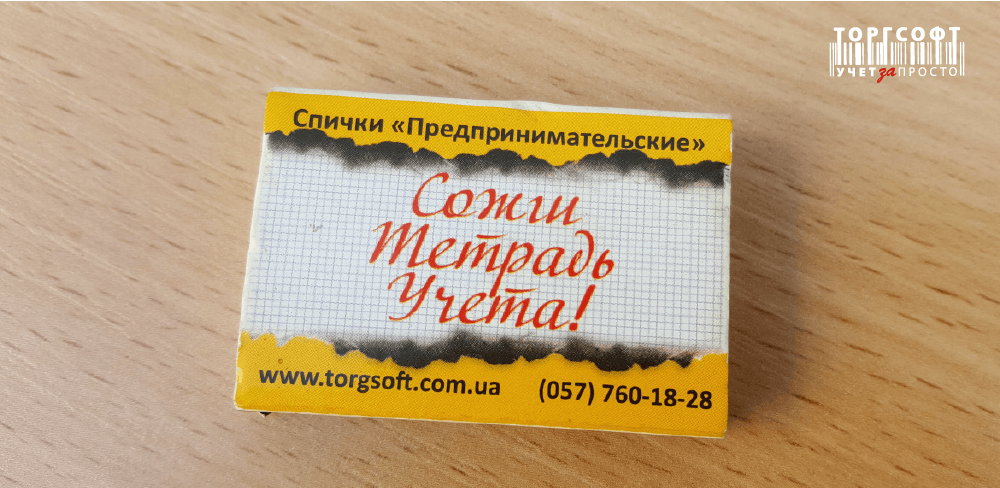 ТОРГСОФТ
УЧЕТ за ПРОСТО
Спички «Предпринимательские»
Сожги
Тетрадь
Учета!
www.torgsoft.com.ua (057) 760-18-28